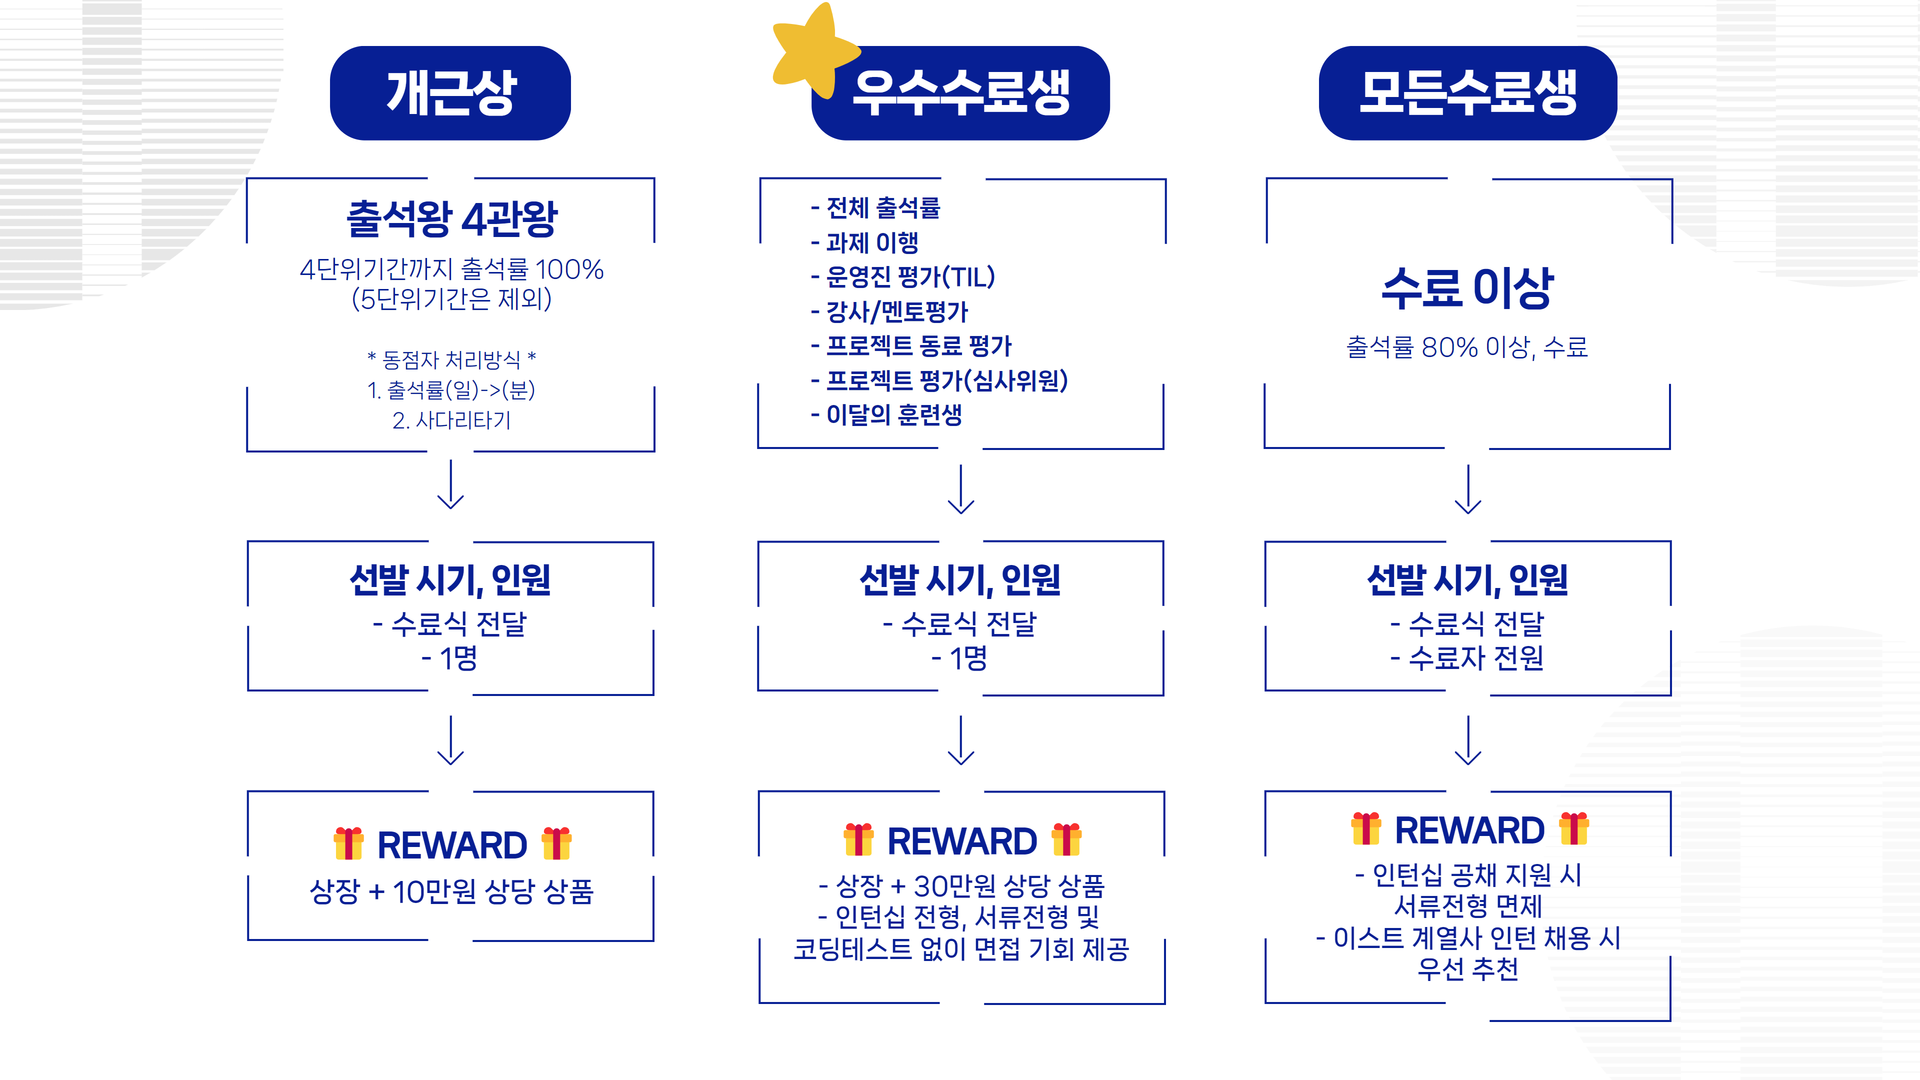 개근상
출석왕 4관왕
4단위기간까지 출석률 100%
(5단위기간은 제외)
* 동점자 처리방식 *
1. 출석률(일)->(분)
2. 사다리타기
선발 시기, 인원
- 수료식 전달
- 1명
REWARD
상장 + 10만원 상당 상품
우수수료생
- 전체 출석률
- 과제 이행
- 운영진 평가(TIL)
- 강사/멘토평가
- 프로젝트 동료 평가
- 프로젝트 평가(심사위원)
- 이달의 훈련생
선발 시기, 인원
- 수료식 전달
- 1명
REWARD
- 상장 + 30만원 상당 상품
- 인턴십 전형, 서류전형 및
코딩테스트 없이 면접 기회 제공
모든수료생
수료 이상
출석률 80% 이상, 수료
선발 시기, 인원
- 수료식 전달
- 수료자 전원
REWARD
- 인턴십 공채 지원 시
서류전형 면제
- 이스트 계열사 인턴 채용 시
우선 추천